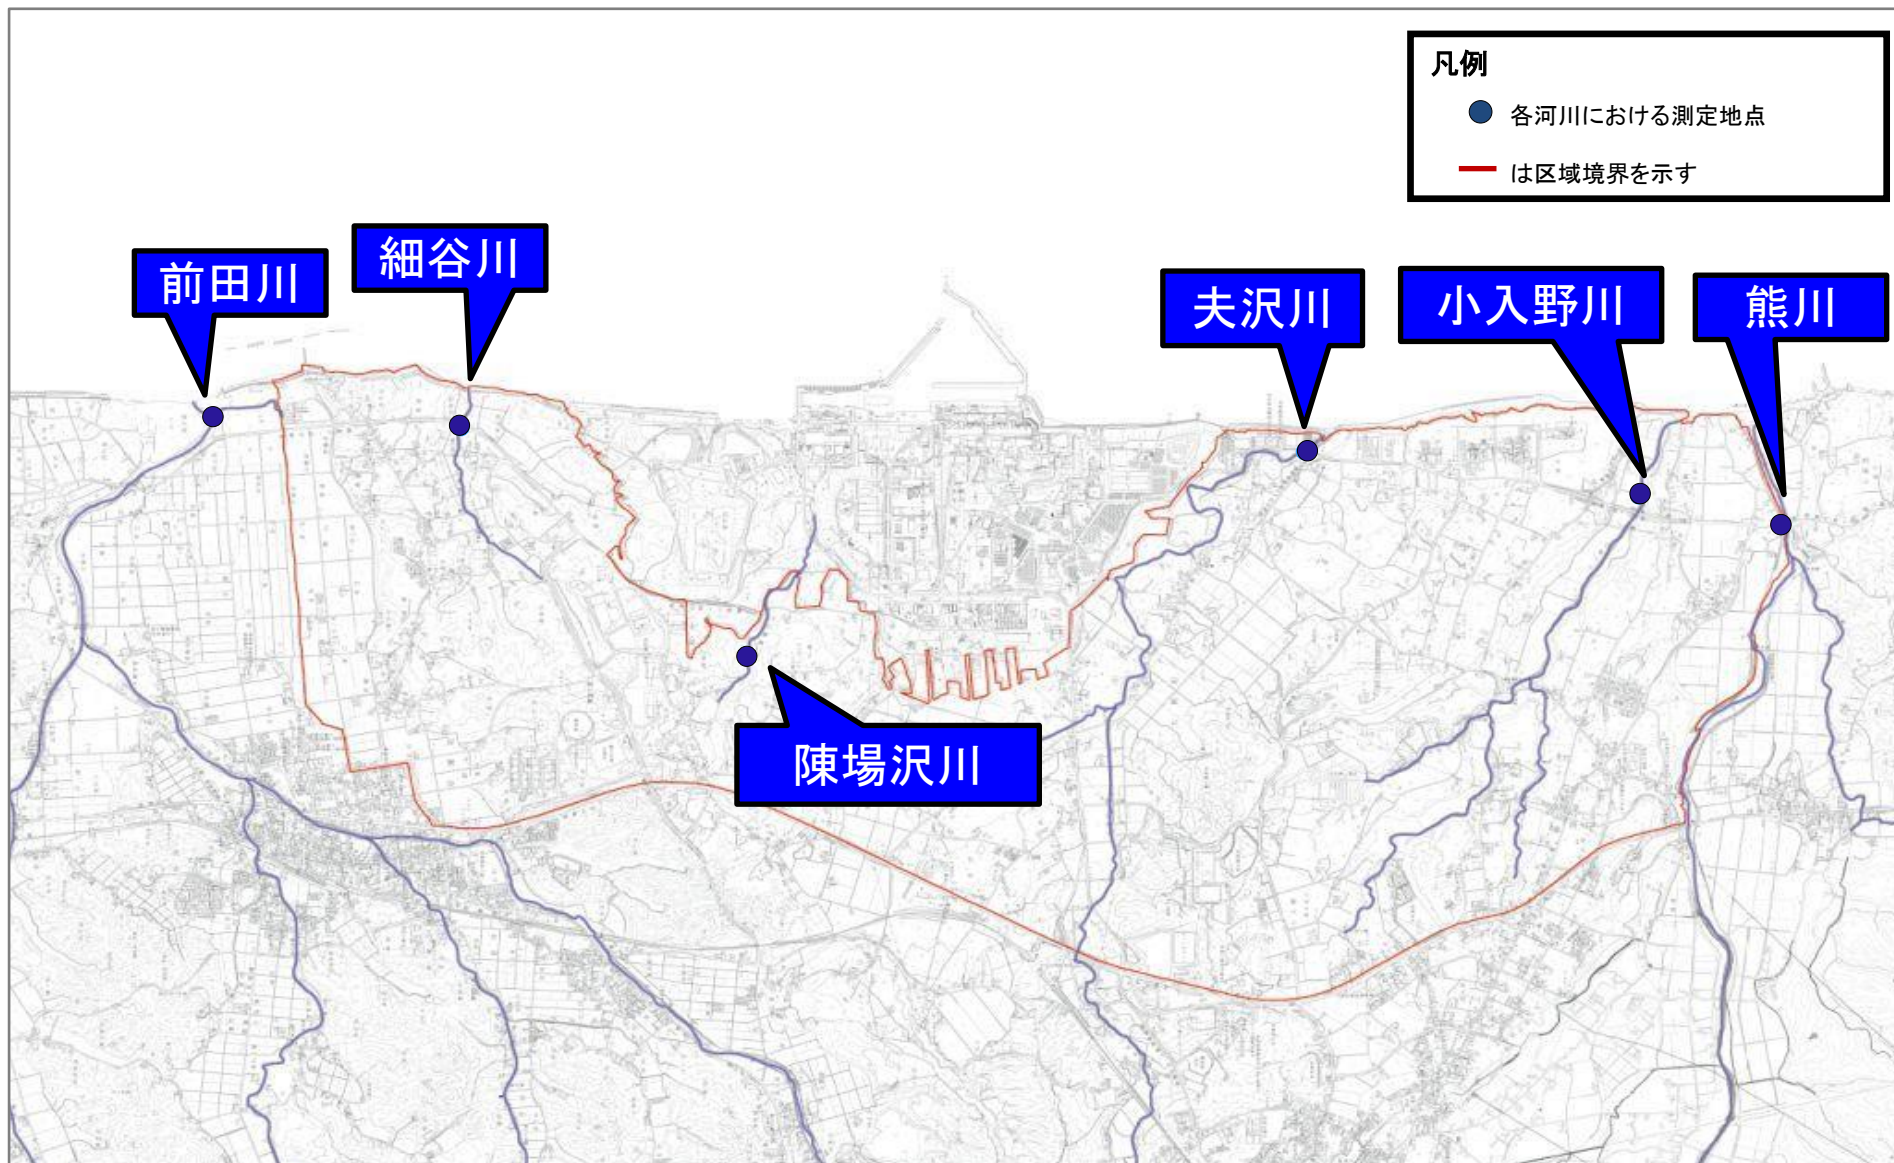 凡例
各河川における測定地点
は区域境界を示す
前田川
細谷川
夫沢川
小入野川
熊川
陳場沢川